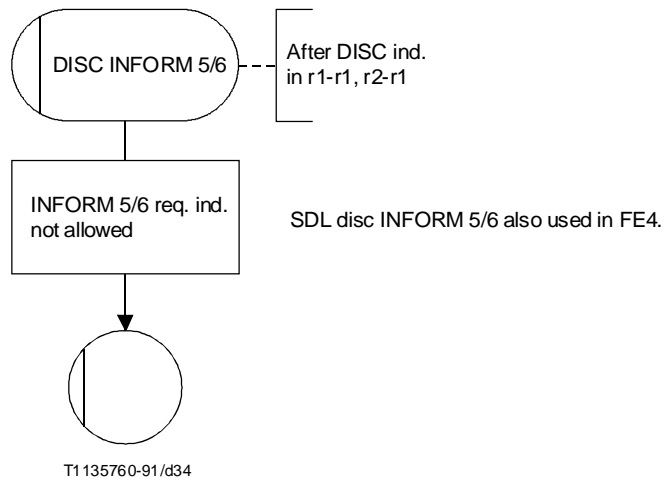 DISC INFORM 5/6
After DISC ind.
in r1-r1, r2-r1
INFORM 5/6 req. ind.
not allowed
SDL disc INFORM 5/6 also used in FE4.
T1135760-91/d34